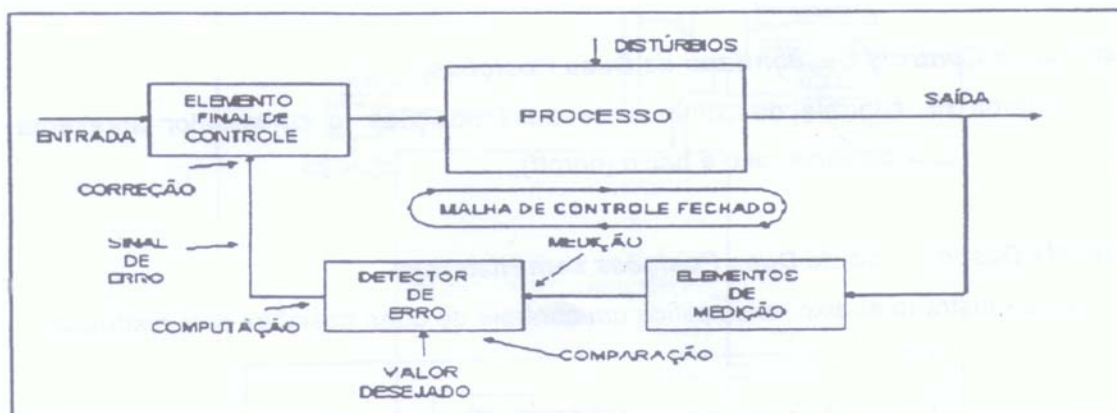 DISTÚRBIOS
ENTRADA
ELEMENTO
FINAL DE
CONTROLE
PROCESSO
SAÍDA
CORREÇÃO
MALHA DE CONTROLE FECHADO
MEDIÇÃO
SINAL
DE
ERRO
DETECTOR
DE
ERRO
ELEMENTOS
DE
MEDIÇÃO
COMPUTAÇÃO
COMPARAÇÃO
VALOR
DESEJADO